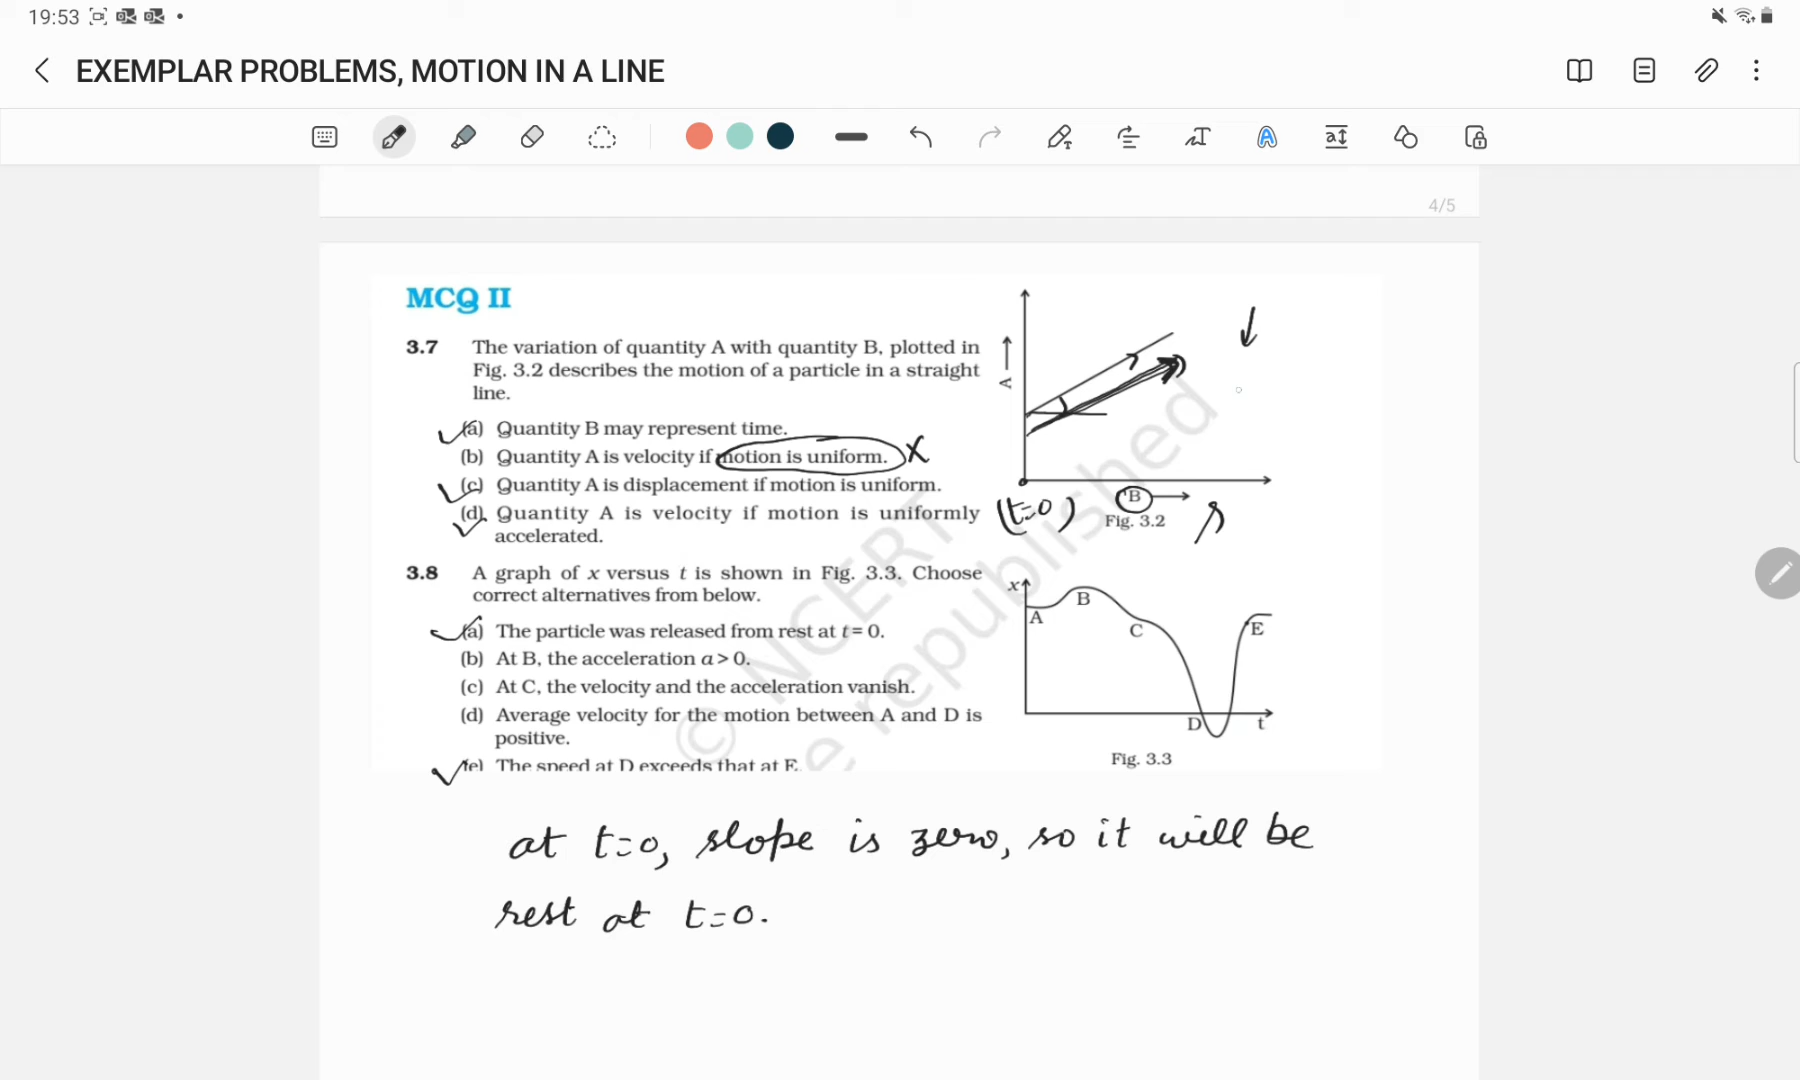 19:53
EXEMPLAR PROBLEMS, MOTION IN A LINE
4/5
MCQ II
3.7 The variation of quantity A with quantity B, plotted in
Fig. 3.2 describes the motion of a particle in a straight
line.
(a) Quantity B may represent time.
(b) Quantity A is velocity if motion is uniform. X
(c) Quantity A is displacement if motion is uniform.
(d) Quantity A is velocity if motion is uniformly
accelerated.
A
B
(t=0)
Fig. 3.2
3.8 A graph of x versus t is shown in Fig. 3.3. Choose
correct alternatives from below.
(a) The particle was released from rest at t = 0.
(b) At B, the acceleration a > 0.
(c) At C, the velocity and the acceleration vanish.
(d) Average velocity for the motion between A and D is
positive.
(e) The speed at D exceeds that at E.
x
A
B
C
E
D
t
Fig. 3.3
© NCERT
e republished
at t=0, slope is zero, so it will be
rest at t=0.